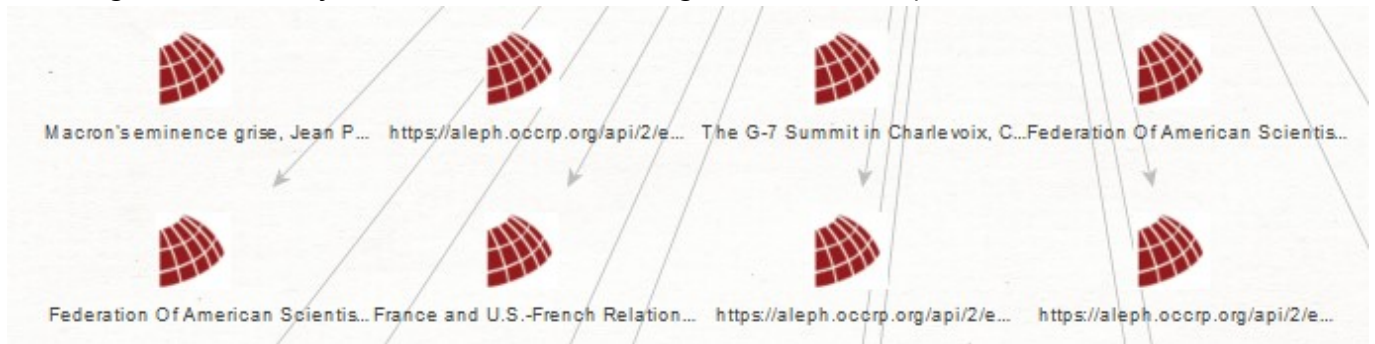 Macron's eminence grise, Jean P... https://aleph.occrp.org/api/2/e... The G-7 Summit in Charlevoix, C...Federation Of American Scientis...
Federation Of American Scientis... France and U.S.-French Relation... https://aleph.occrp.org/api/2/e... https://aleph.occrp.org/api/2/e...